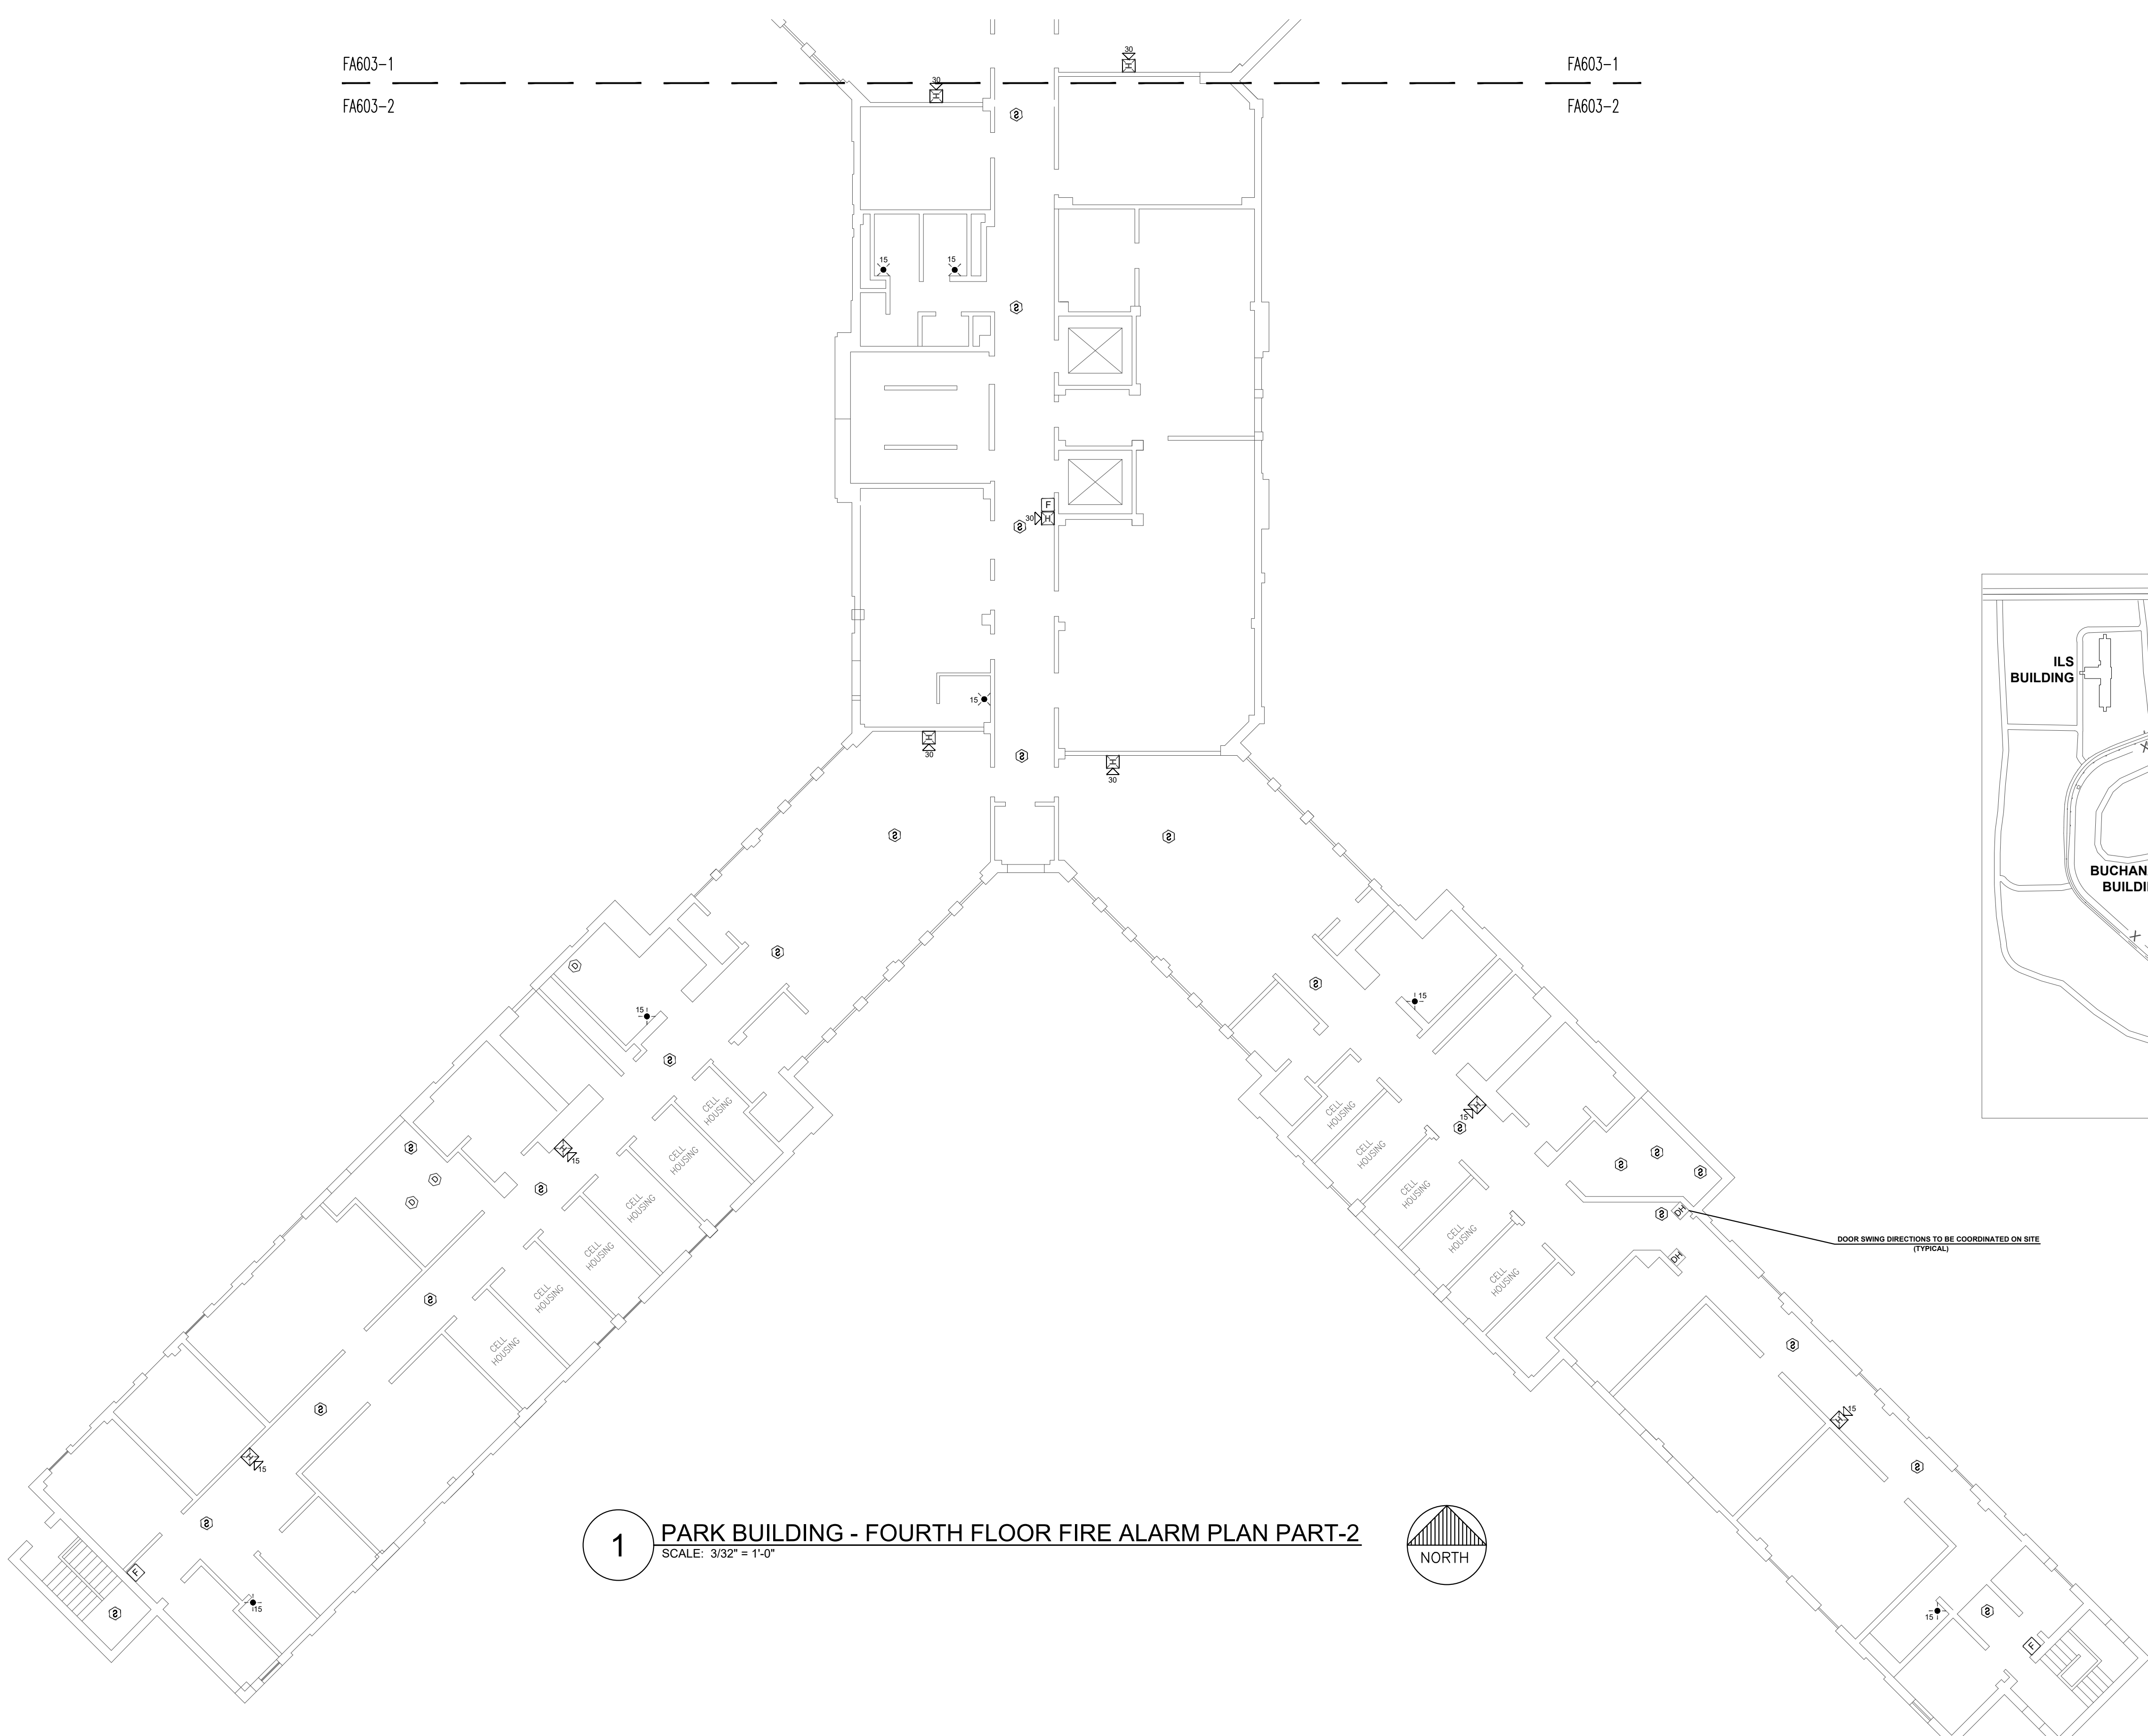 FA603-1
FA603-1
FA603-2
FA603-2
30
30
H
H
S
15
15
S
F
30
H
S
15
H
30
H
30
S
S
S
S
S
D
15
15
S
ILS
BUILDING
X
BUCHAN
BUILDI
X
CELL
HOUSING
CELL
HOUSING
CELL
HOUSING
CELL
HOUSING
CELL
HOUSING
CELL
HOUSING
CELL
HOUSING
CELL
HOUSING
CELL
HOUSING
CELL
HOUSING
CELL
HOUSING
H
15
H
15
S
S
S
S
S
D
D
S
S
DH
DH
DOOR SWING DIRECTIONS TO BE COORDINATED ON SITE
(TYPICAL)
S
S
S
H
15
S
H
15
S
S
F
15
S
1
PARK BUILDING - FOURTH FLOOR FIRE ALARM PLAN PART-2
SCALE: 3/32" = 1'-0"
NORTH
15
S
F